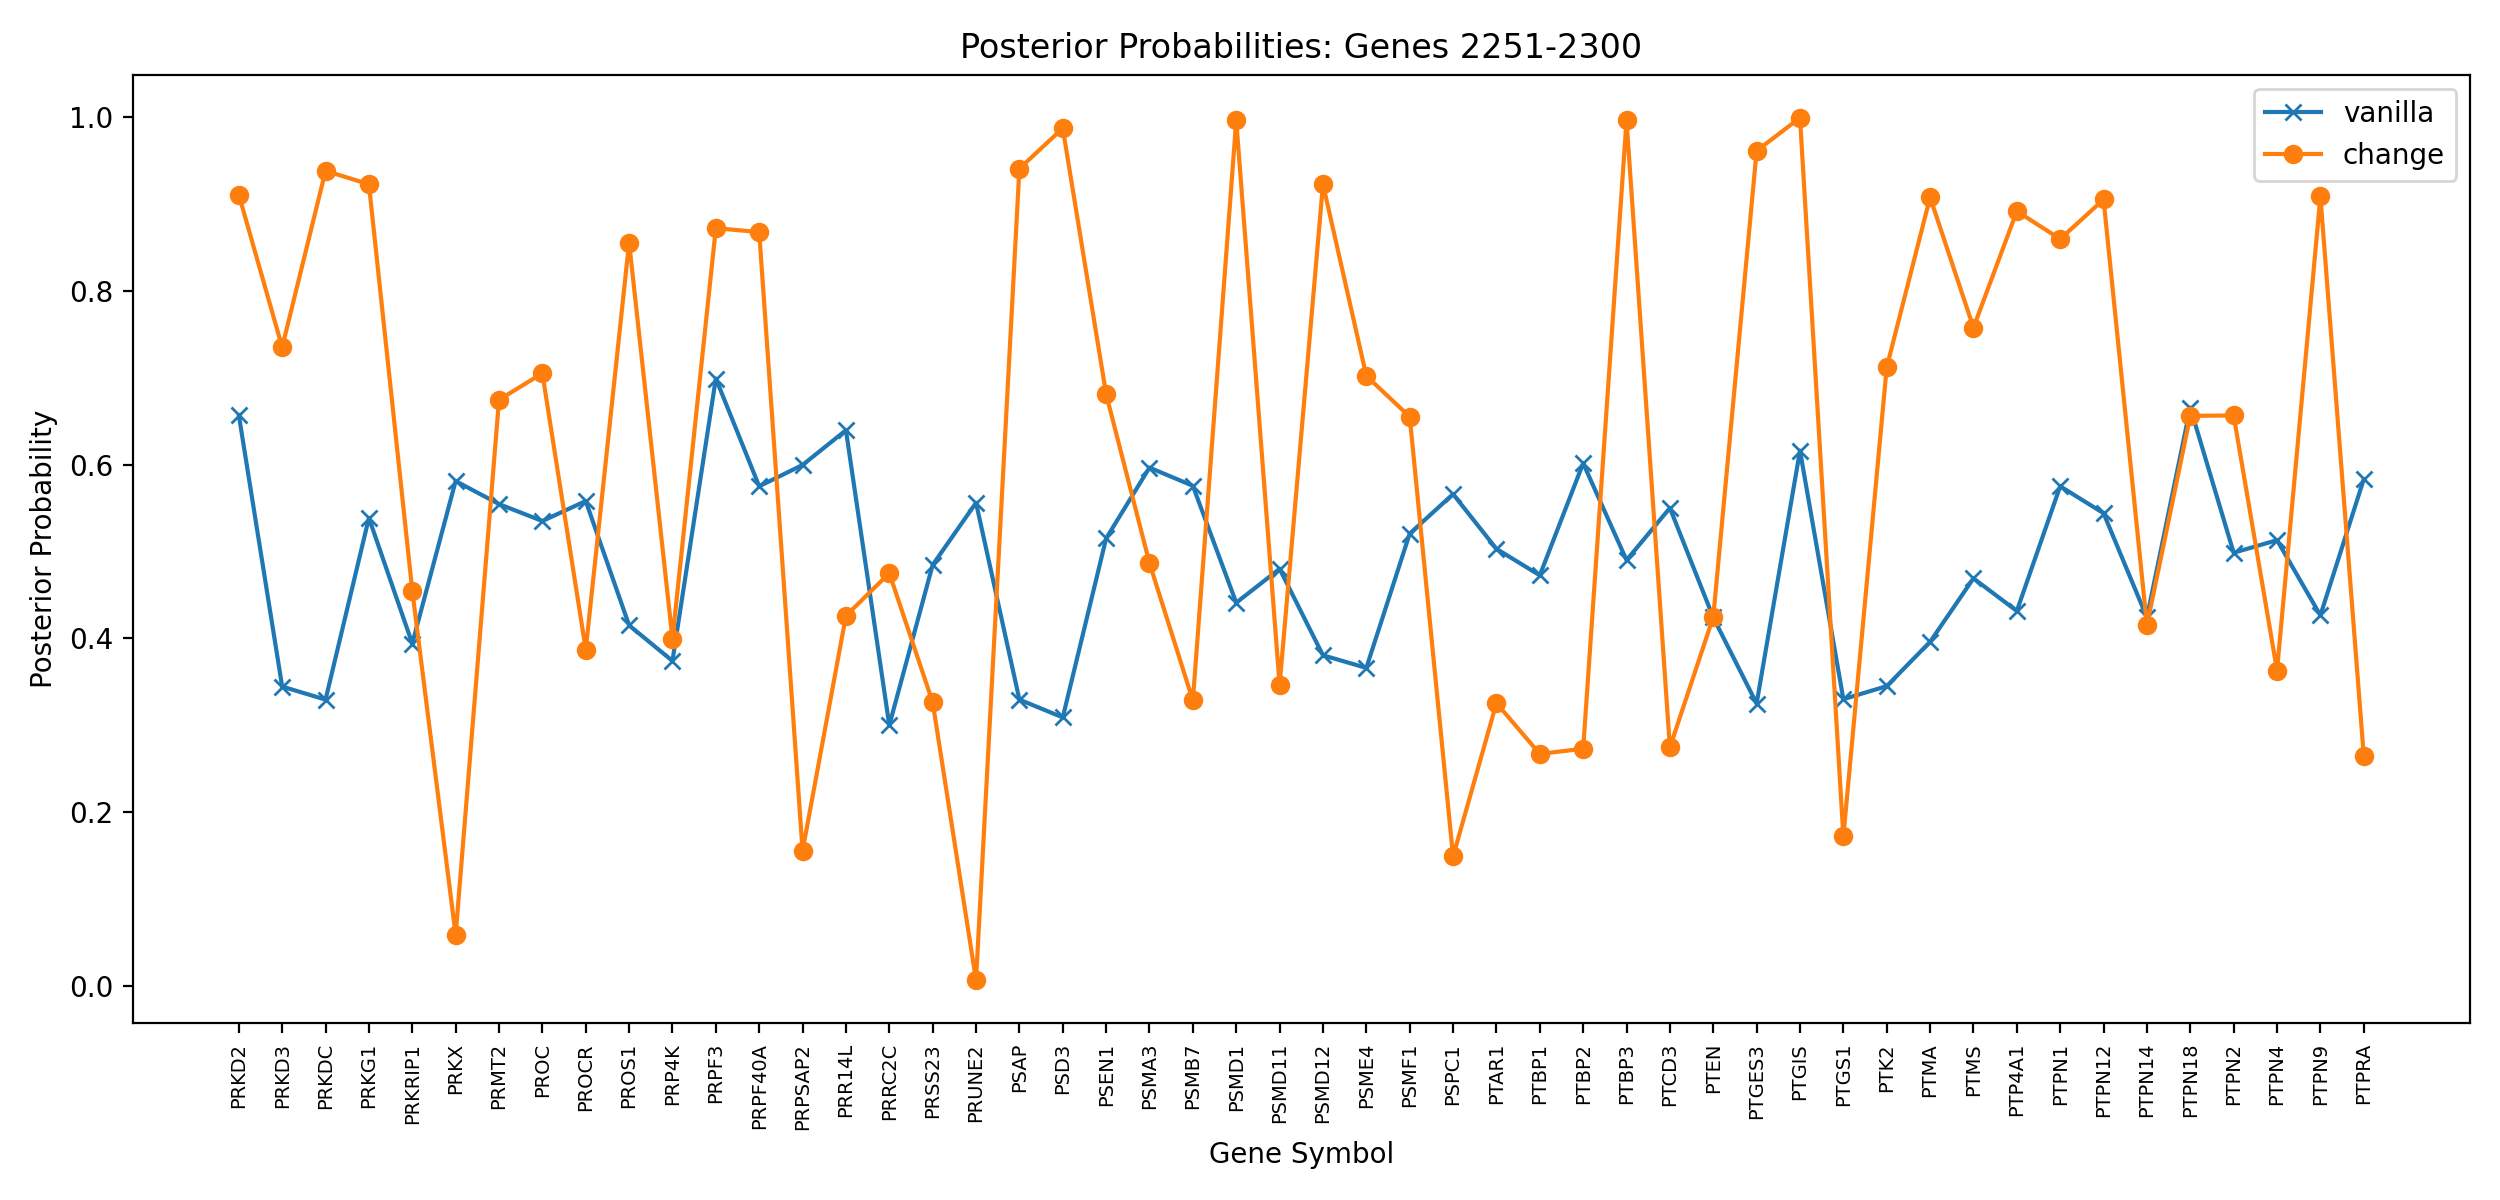 Posterior Probabilities: Genes 2251-2300
vanilla
change
Posterior Probability
1.0
0.8
0.6
0.4
0.2
0.0
PRKD2
PRKD3
PRKDC
PRKG1
PRKRIP1
PRKX
PRMT2
PROC
PROCR
PROS1
PRP4K
PRPF3
PRPF40A
PRPSAP2
PRR14L
PRRC2C
PRSS23
PRUNE2
PSAP
PSD3
PSEN1
PSMA3
PSMB7
PSMD1
PSMD11
PSMD12
PSME4
PSMF1
PSPC1
PTAR1
PTBP1
PTBP2
PTBP3
PTCD3
PTEN
PTGES3
PTGIS
PTGS1
PTK2
PTMA
PTMS
PTP4A1
PTPN1
PTPN12
PTPN14
PTPN18
PTPN2
PTPN4
PTPN9
PTPRA
Gene Symbol